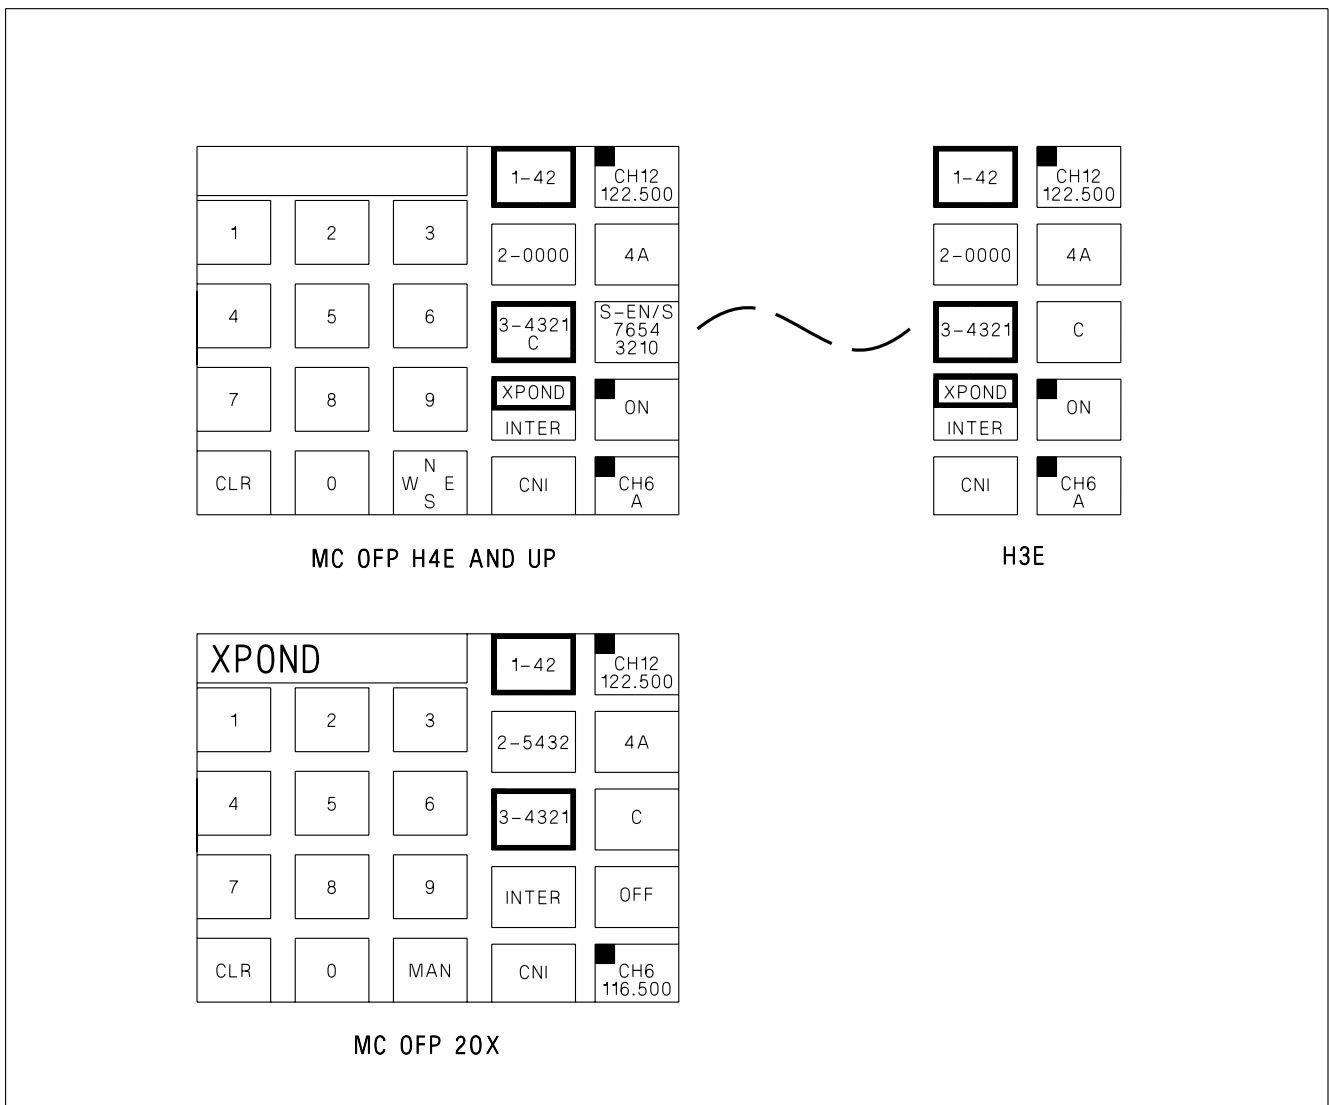 1-42
CH12
122.500
1
2
3
2-0000
4A
4
5
6
3-4321
C
S-EN/S
7654
3210
7
8
9
XPOND
INTER
ON
CLR
0
N
W E
S
CNI
CH6
A
MC OFP H4E AND UP
1-42
CH12
122.500
2-0000
4A
3-4321
C
XPOND
INTER
ON
CNI
CH6
A
H3E
XPOND
1-42
CH12
122.500
1
2
3
2-5432
4A
4
5
6
3-4321
C
7
8
9
INTER
OFF
CLR
0
MAN
CNI
CH6
116.500
MC OFP 20X